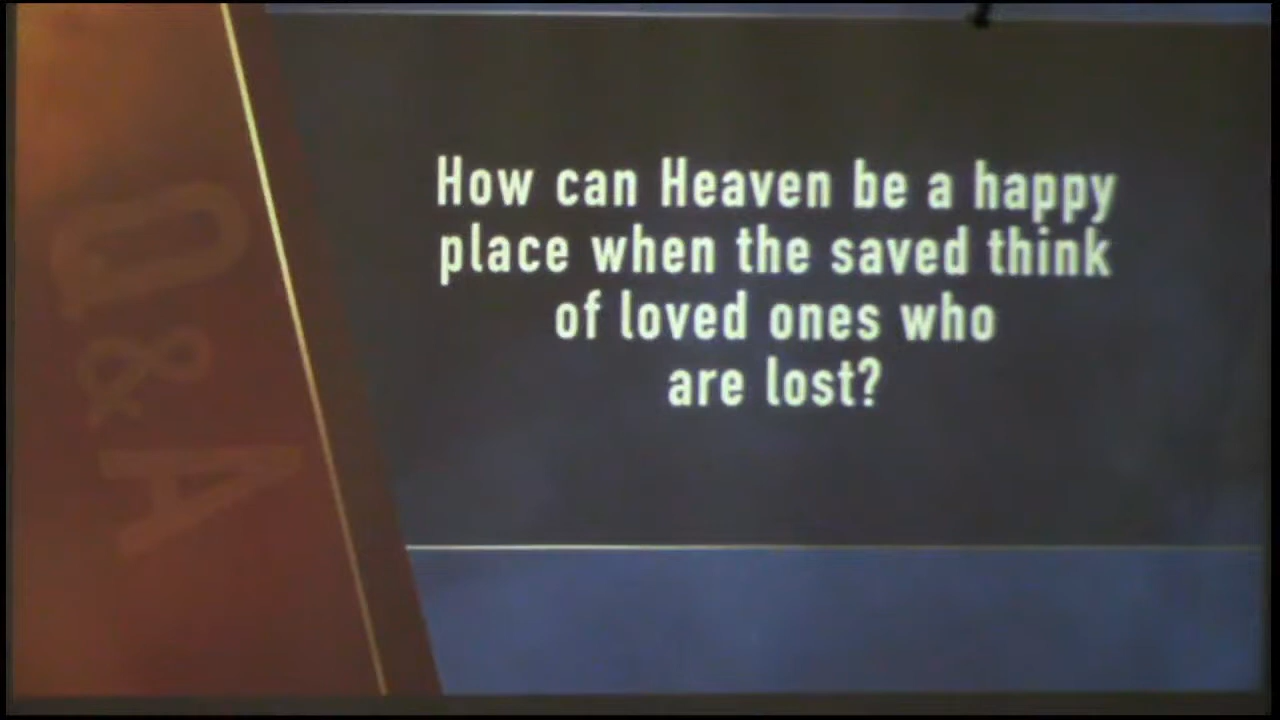 How can Heaven be a happy
place when the saved think
of loved ones who
are lost?
Q & A